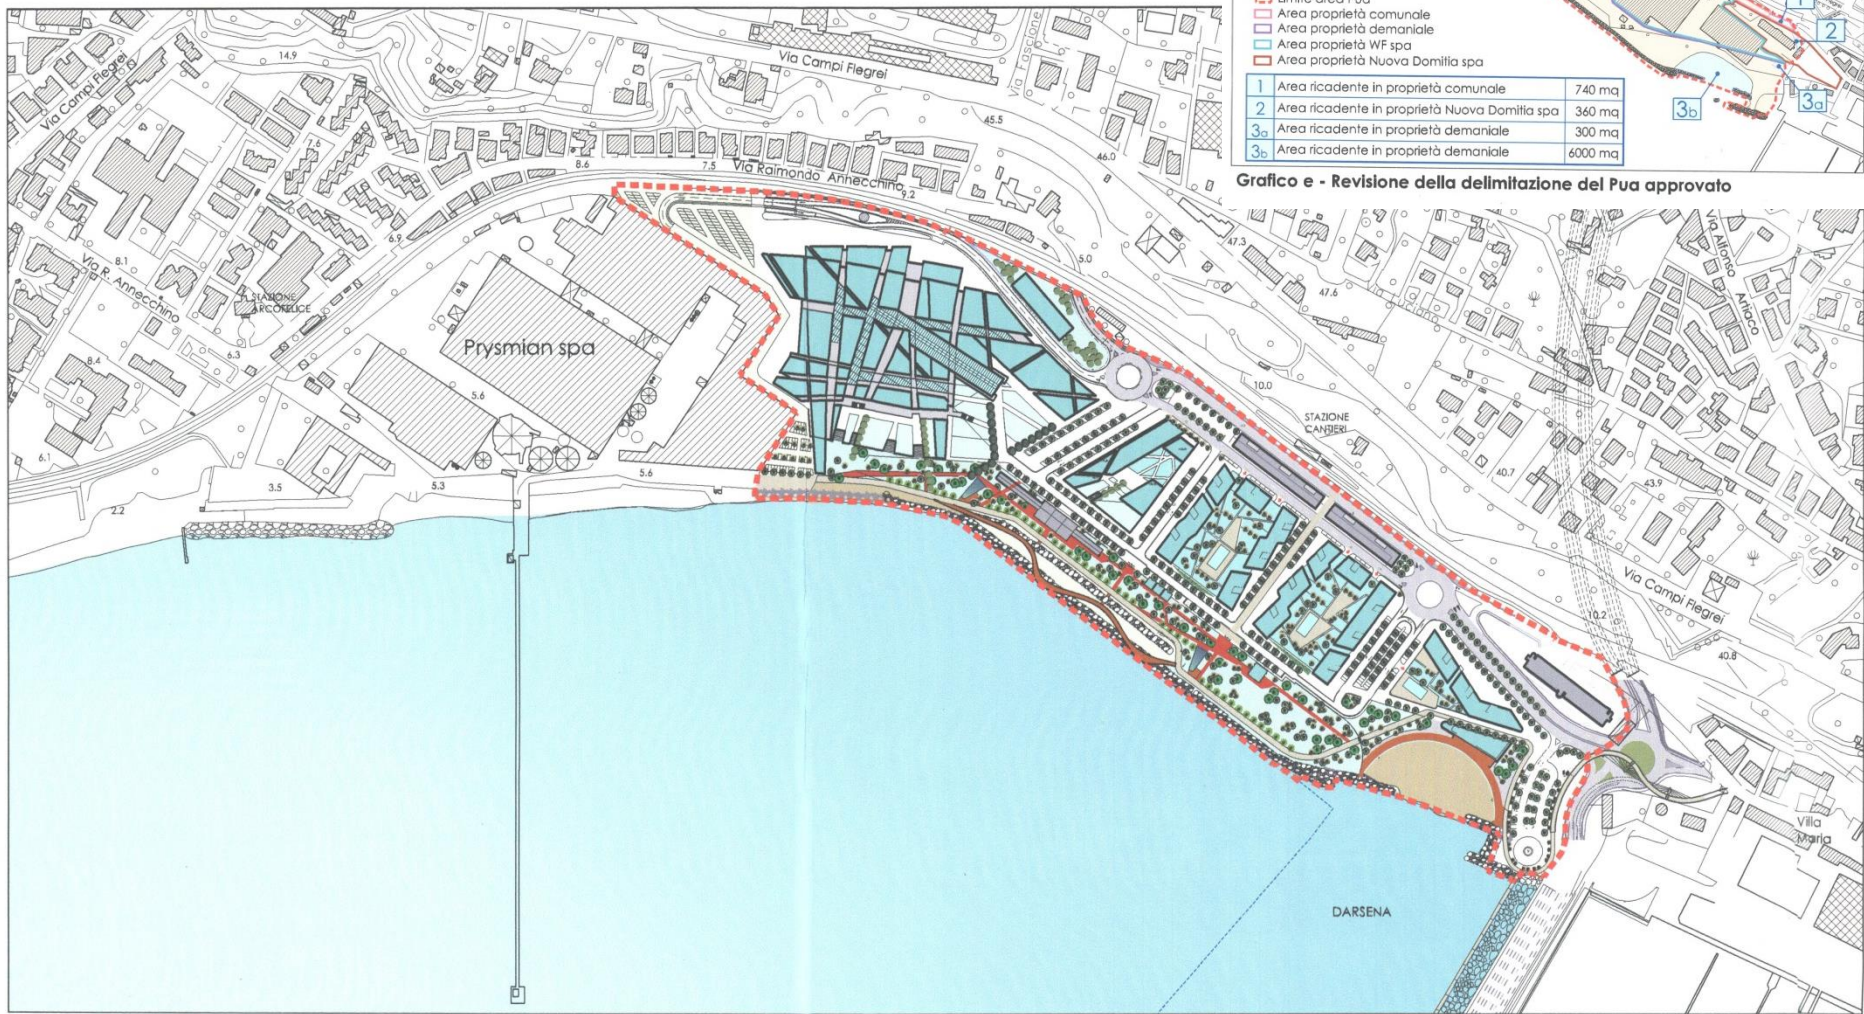 Limite area Pua
Area proprietà comunale
Area proprietà demaniale
Area proprietà WF spa
Area proprietà Nuova Domitia spa
1 Area ricadente in proprietà comunale 740 mq
2 Area ricadente in proprietà Nuova Domitia spa 360 mq
3a Area ricadente in proprietà demaniale 300 mq
3b Area ricadente in proprietà demaniale 6000 mq
1
2
3a
3b
Grafico e - Revisione della delimitazione del Pua approvato
14.9
Via Campi Flegrei
Via Campi Flegrei
45.5
46.0
7.6
8.6
7.5
Via Raimondo Annecchino
9.2
6.9
8.1
Via R. Annecchino
STAZIONE
ARCOFELICE
6.3
8.4
6.1
Prysmian spa
5.6
5.6
3.5
5.3
2.2
5.0
47.3
47.6
Via Alfonso
Artiaco
10.0
STAZIONE
CANTIERI
40.7
43.9
Via Campi Flegrei
10.2
40.8
Villa
Maria
DARSENA